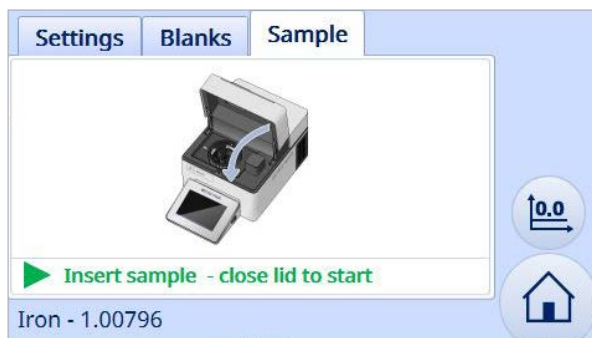 Settings
Blanks
Sample
0.0
Insert sample - close lid to start
Iron - 1.00796